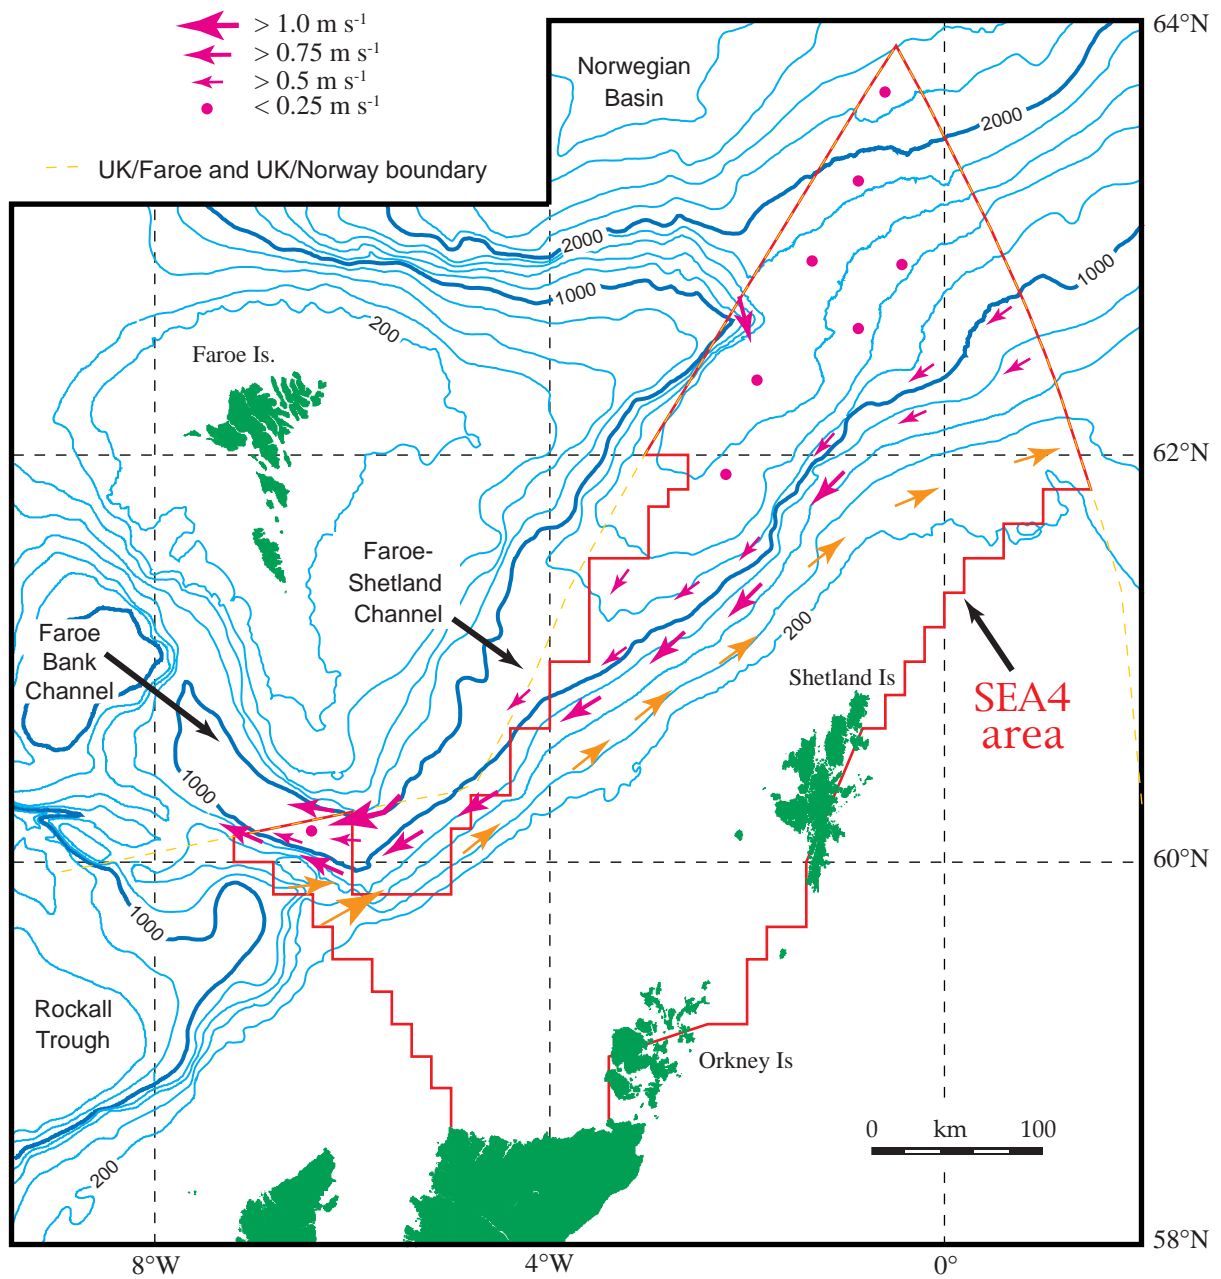 > 1.0 m s-1
> 0.75 m s-1
> 0.5 m s-1
< 0.25 m s-1
UK/Faroe and UK/Norway boundary
64°N
Norwegian
Basin
2000
2000
1000
1000
200
Faroe Is.
62°N
Faroe-
Shetland
Channel
Faroe
Bank
Channel
200
Shetland Is
SEA4
area
1000
60°N
1000
Rockall
Trough
Orkney Is
0 km 100
200
58°N
8°W
4°W
0°